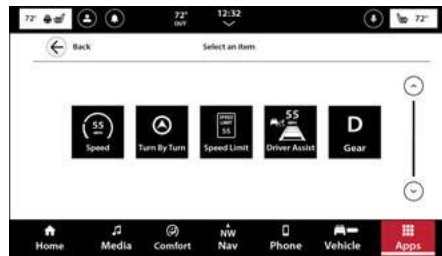 72°
72°
OUT
12:32
72°
Back
Select an Item
55
Speed
Turn By Turn
SPEED
LIMIT
55
Speed Limit
55
Driver Assist
D
Gear
Home
Media
Comfort
NW
Nav
Phone
Vehicle
Apps